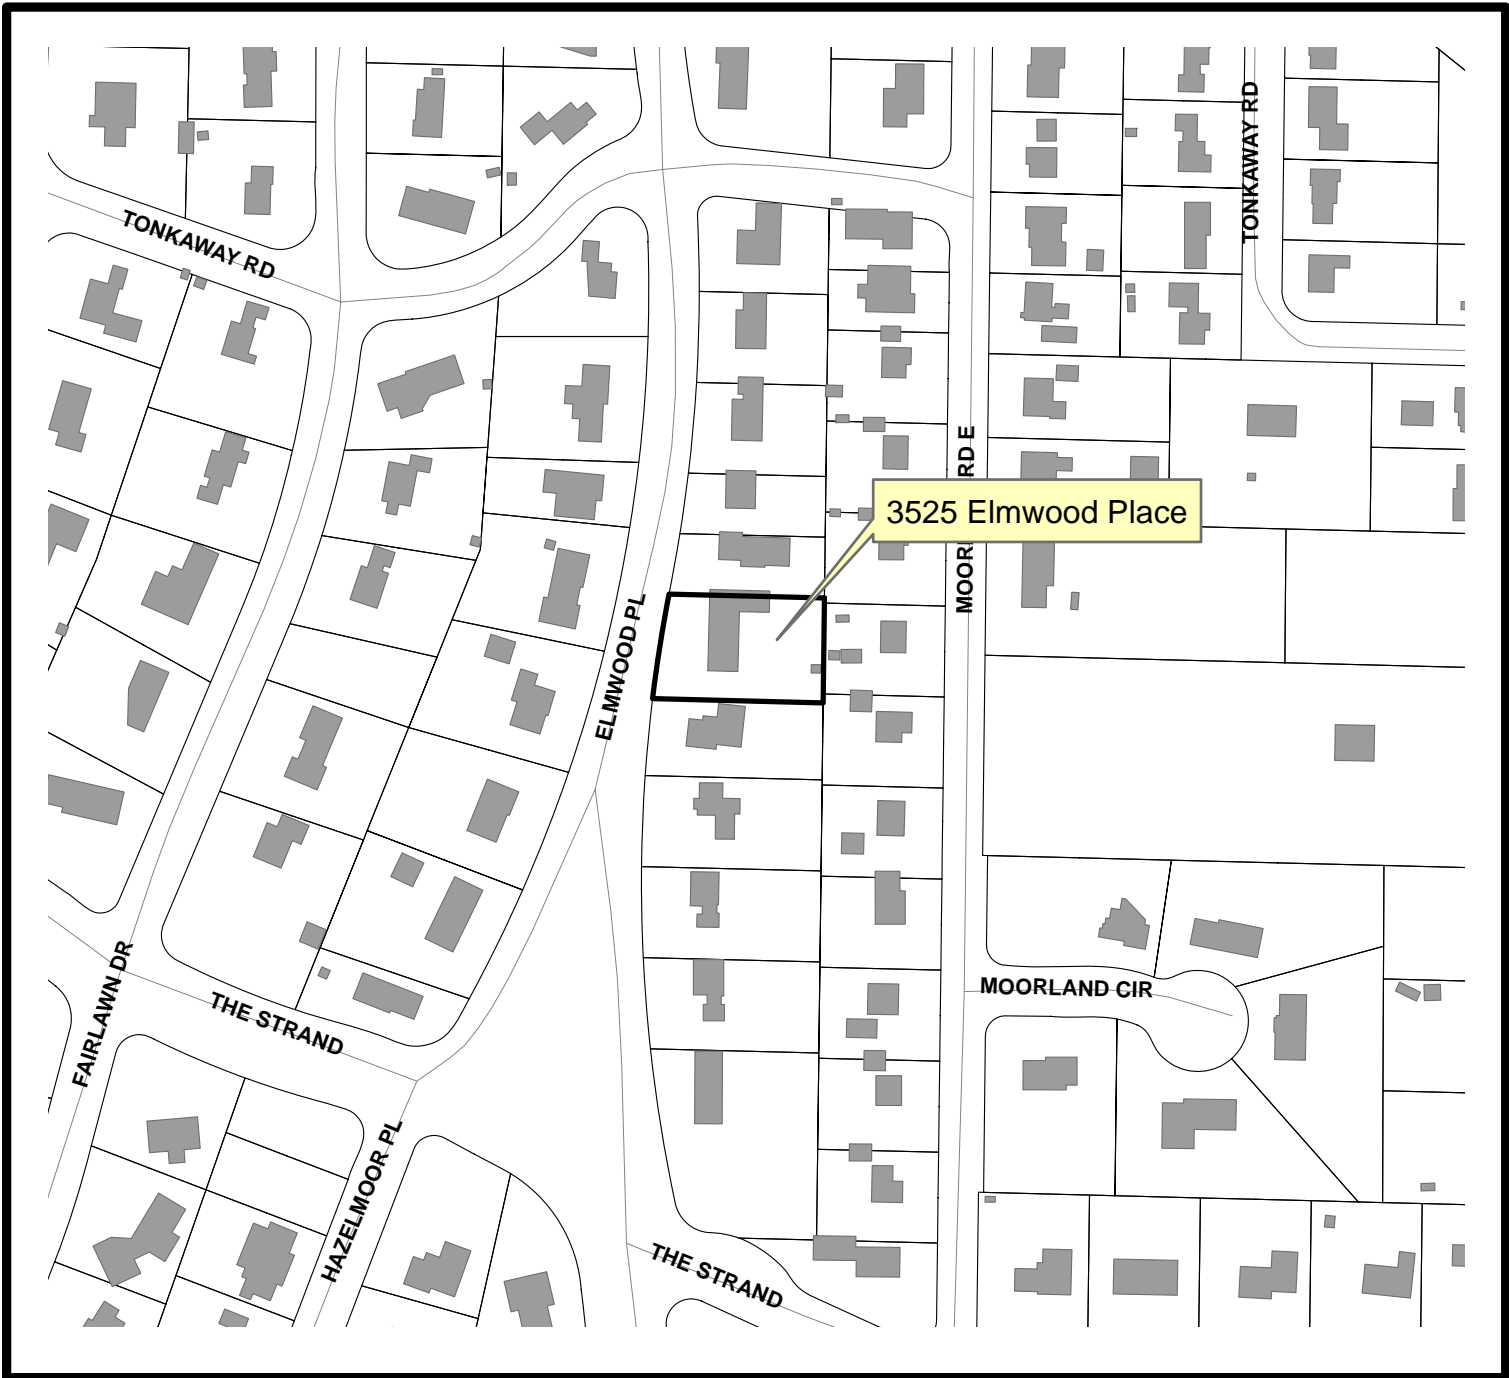 TONKAWAY RD
TONKAWAY RD
RD E
3525 Elmwood Place
ELMWOOD PL
FAIRLAWN DR
MOORLAND CIR
THE STRAND
HAZELMOOR PL
THE STRAND